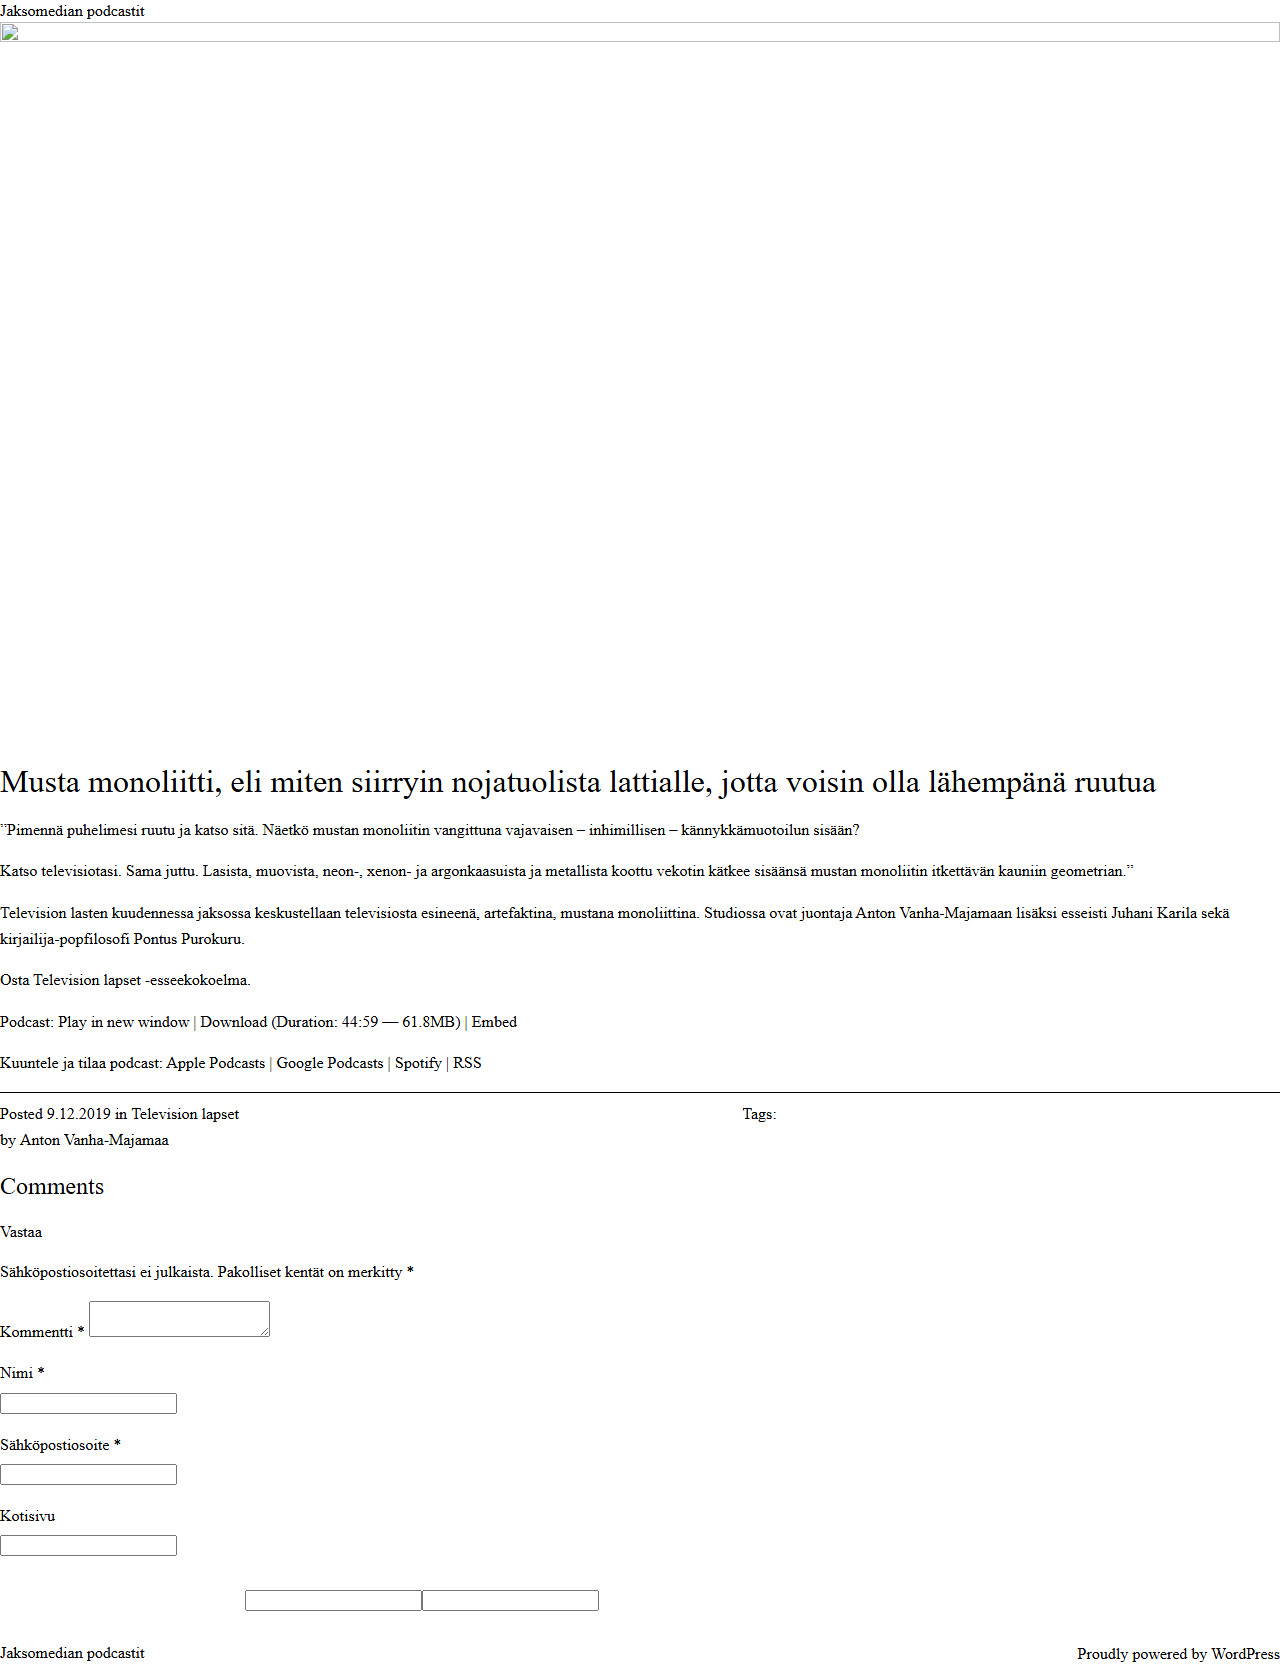 Jaksomedian podcastit
Musta monoliitti, eli miten siirryin nojatuolista lattialle, jotta voisin olla lähempänä ruutua
”Pimennä puhelimesi ruutu ja katso sitä. Näetkö mustan monoliitin vangittuna vajavaisen – inhimillisen – kännykkämuotoilun sisään?
Katso televisiotasi. Sama juttu. Lasista, muovista, neon-, xenon- ja argonkaasuista ja metallista koottu vekotin kätkee sisäänsä mustan monoliitin itkettävän kauniin geometrian.”
Television lasten kuudennessa jaksossa keskustellaan televisiosta esineenä, artefaktina, mustana monoliittina. Studiossa ovat juontaja Anton Vanha-Majamaan lisäksi esseisti Juhani Karila sekä
kirjailija-popfilosofi Pontus Purokuru.
Osta Television lapset -esseekokoelma.
Podcast: Play in new window | Download (Duration: 44:59 — 61.8MB) | Embed
Kuuntele ja tilaa podcast: Apple Podcasts | Google Podcasts | Spotify | RSS
Posted 9.12.2019 in Television lapset
by Anton Vanha-Majamaa
Tags:
Comments
Vastaa
Sähköpostiosoitettasi ei julkaista. Pakolliset kentät on merkitty *
Kommentti *
Nimi *
Sähköpostiosoite *
Kotisivu
Jaksomedian podcastit
Proudly powered by WordPress